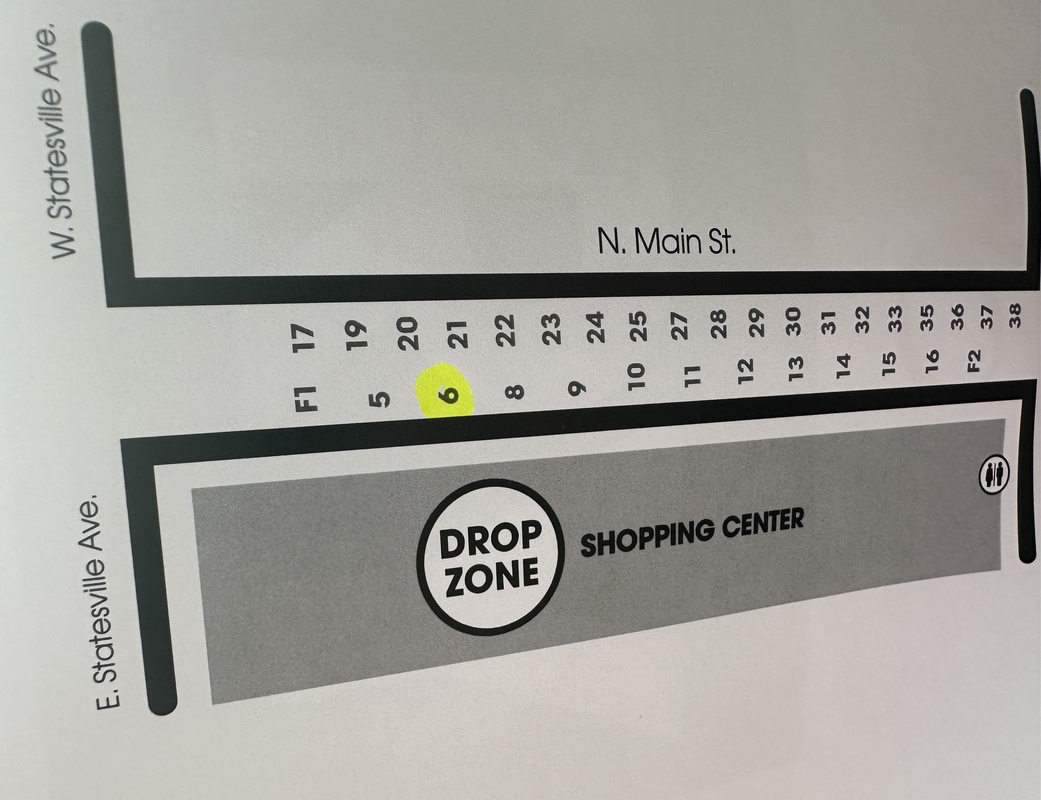 W. Statesville Ave.
N. Main St.
17 19 20 21 22 23 24 25 27 28 29 30 31 32 33 35 36 37 38
F1 5 6 8 9 10 11 12 13 14 15 16 F2
E. Statesville Ave.
DROP
ZONE
SHOPPING CENTER